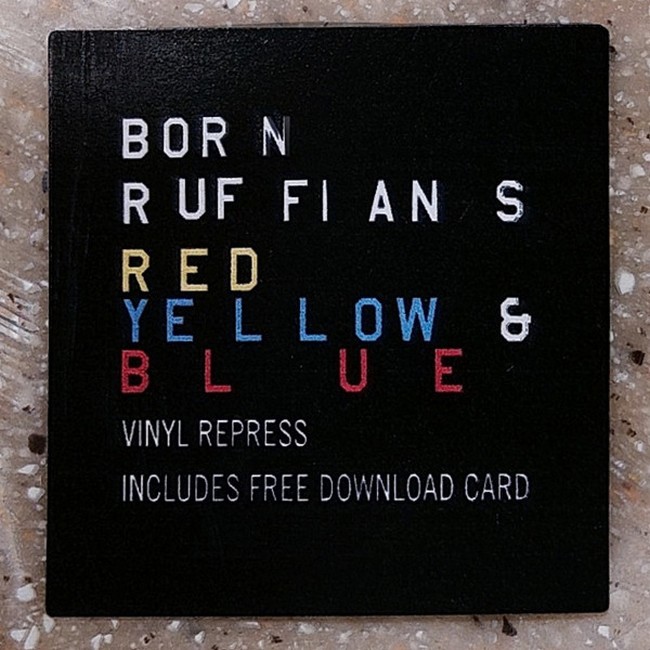 BORN
RUFFIANS
RED
YELLOW &
BLUE
VINYL REPRESS
INCLUDES FREE DOWNLOAD CARD